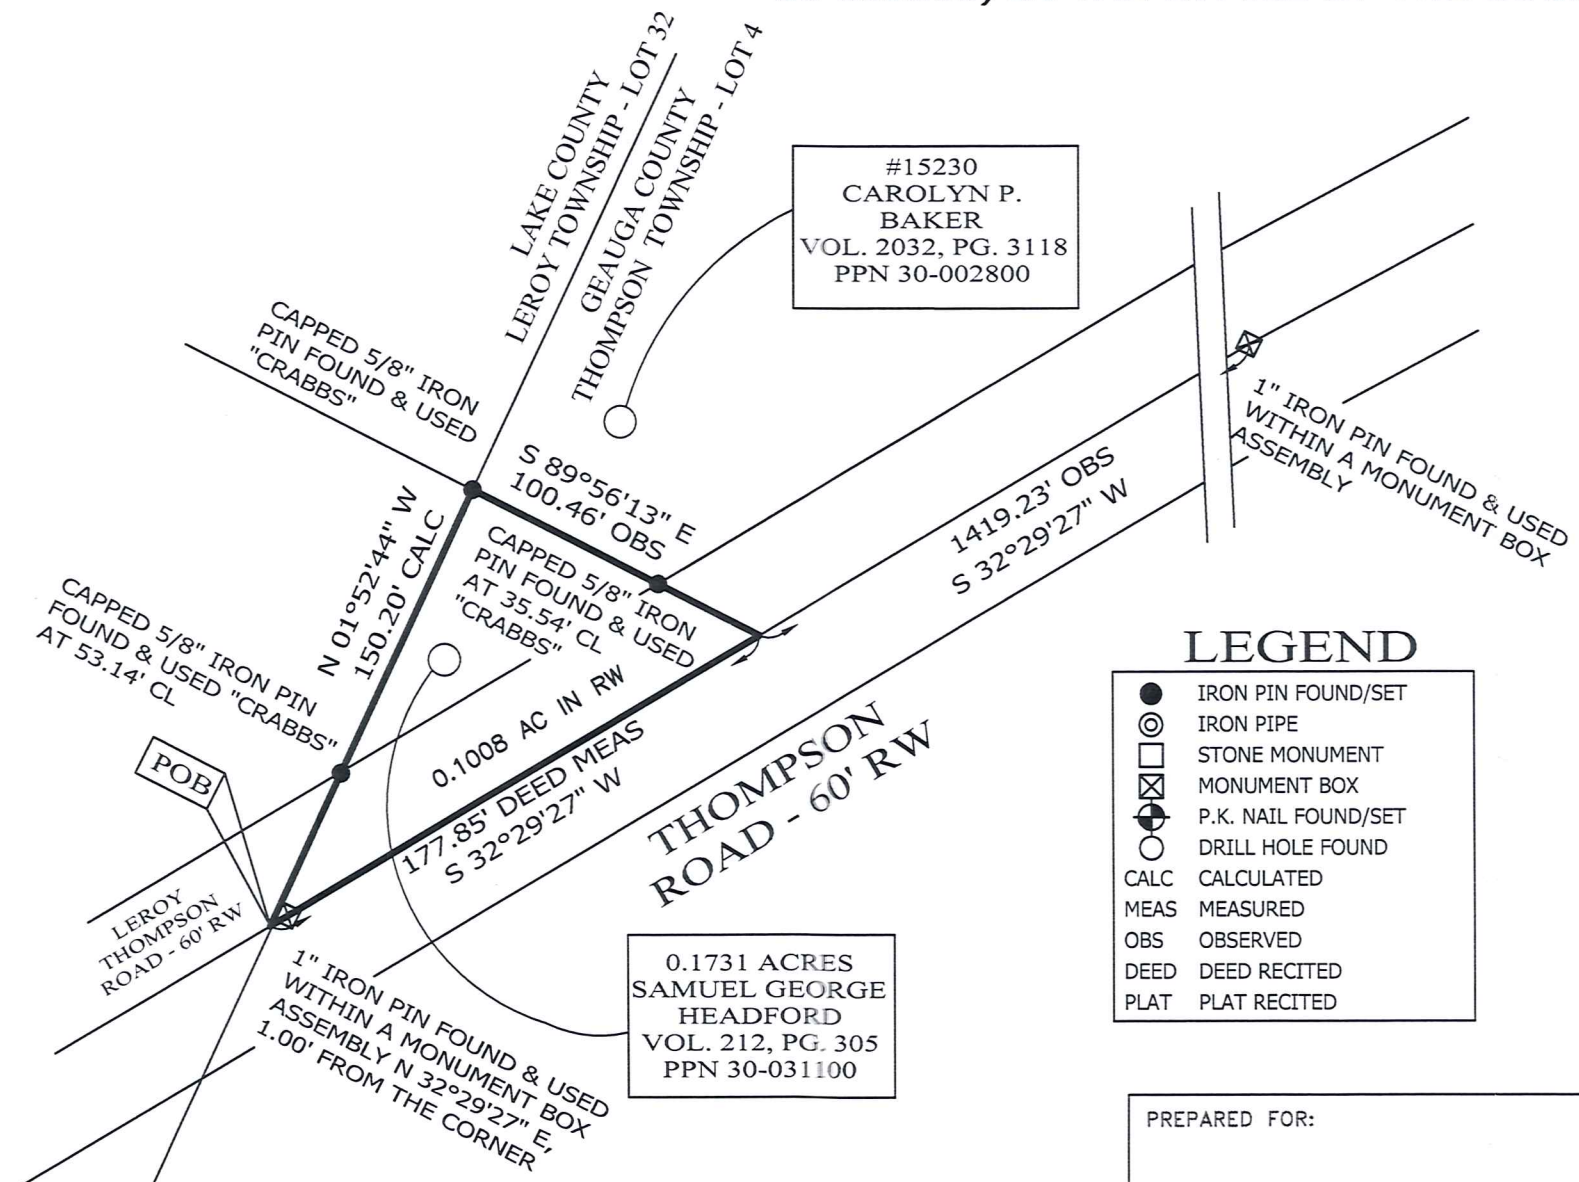 LAKE COUNTY
LEROY TOWNSHIP - LOT 32
GEAUGA COUNTY
THOMPSON TOWNSHIP - LOT 4
#15230
CAROLYN P.
BAKER
VOL. 2032, PG. 3118
PPN 30-002800
CAPPED 5/8" IRON
PIN FOUND & USED
"CRABBS"
S 89°56'13" E
100.46' OBS
1" IRON PIN FOUND & USED
WITHIN A MONUMENT BOX
ASSEMBLY
1419.23' OBS
S 32°29'27" W
N 01°52'44" W
150.20' CALC
CAPPED 5/8" IRON
PIN FOUND & USED
AT 35.54' CL
"CRABBS"
CAPPED 5/8" IRON PIN
FOUND & USED "CRABBS"
AT 53.14' CL
POB
0.1008 AC IN RW
177.85' DEED MEAS
S 32°29'27" W
THOMPSON
ROAD - 60' RW
LEROY
THOMPSON
ROAD - 60' RW
1" IRON PIN FOUND & USED
WITHIN A MONUMENT BOX
ASSEMBLY N 32°29'27" E,
1.00' FROM THE CORNER
0.1731 ACRES
SAMUEL GEORGE
HEADFORD
VOL. 212, PG. 305
PPN 30-031100
LEGEND
IRON PIN FOUND/SET
IRON PIPE
STONE MONUMENT
MONUMENT BOX
P.K. NAIL FOUND/SET
DRILL HOLE FOUND
CALC CALCULATED
MEAS MEASURED
OBS OBSERVED
DEED DEED RECITED
PLAT PLAT RECITED
PREPARED FOR: